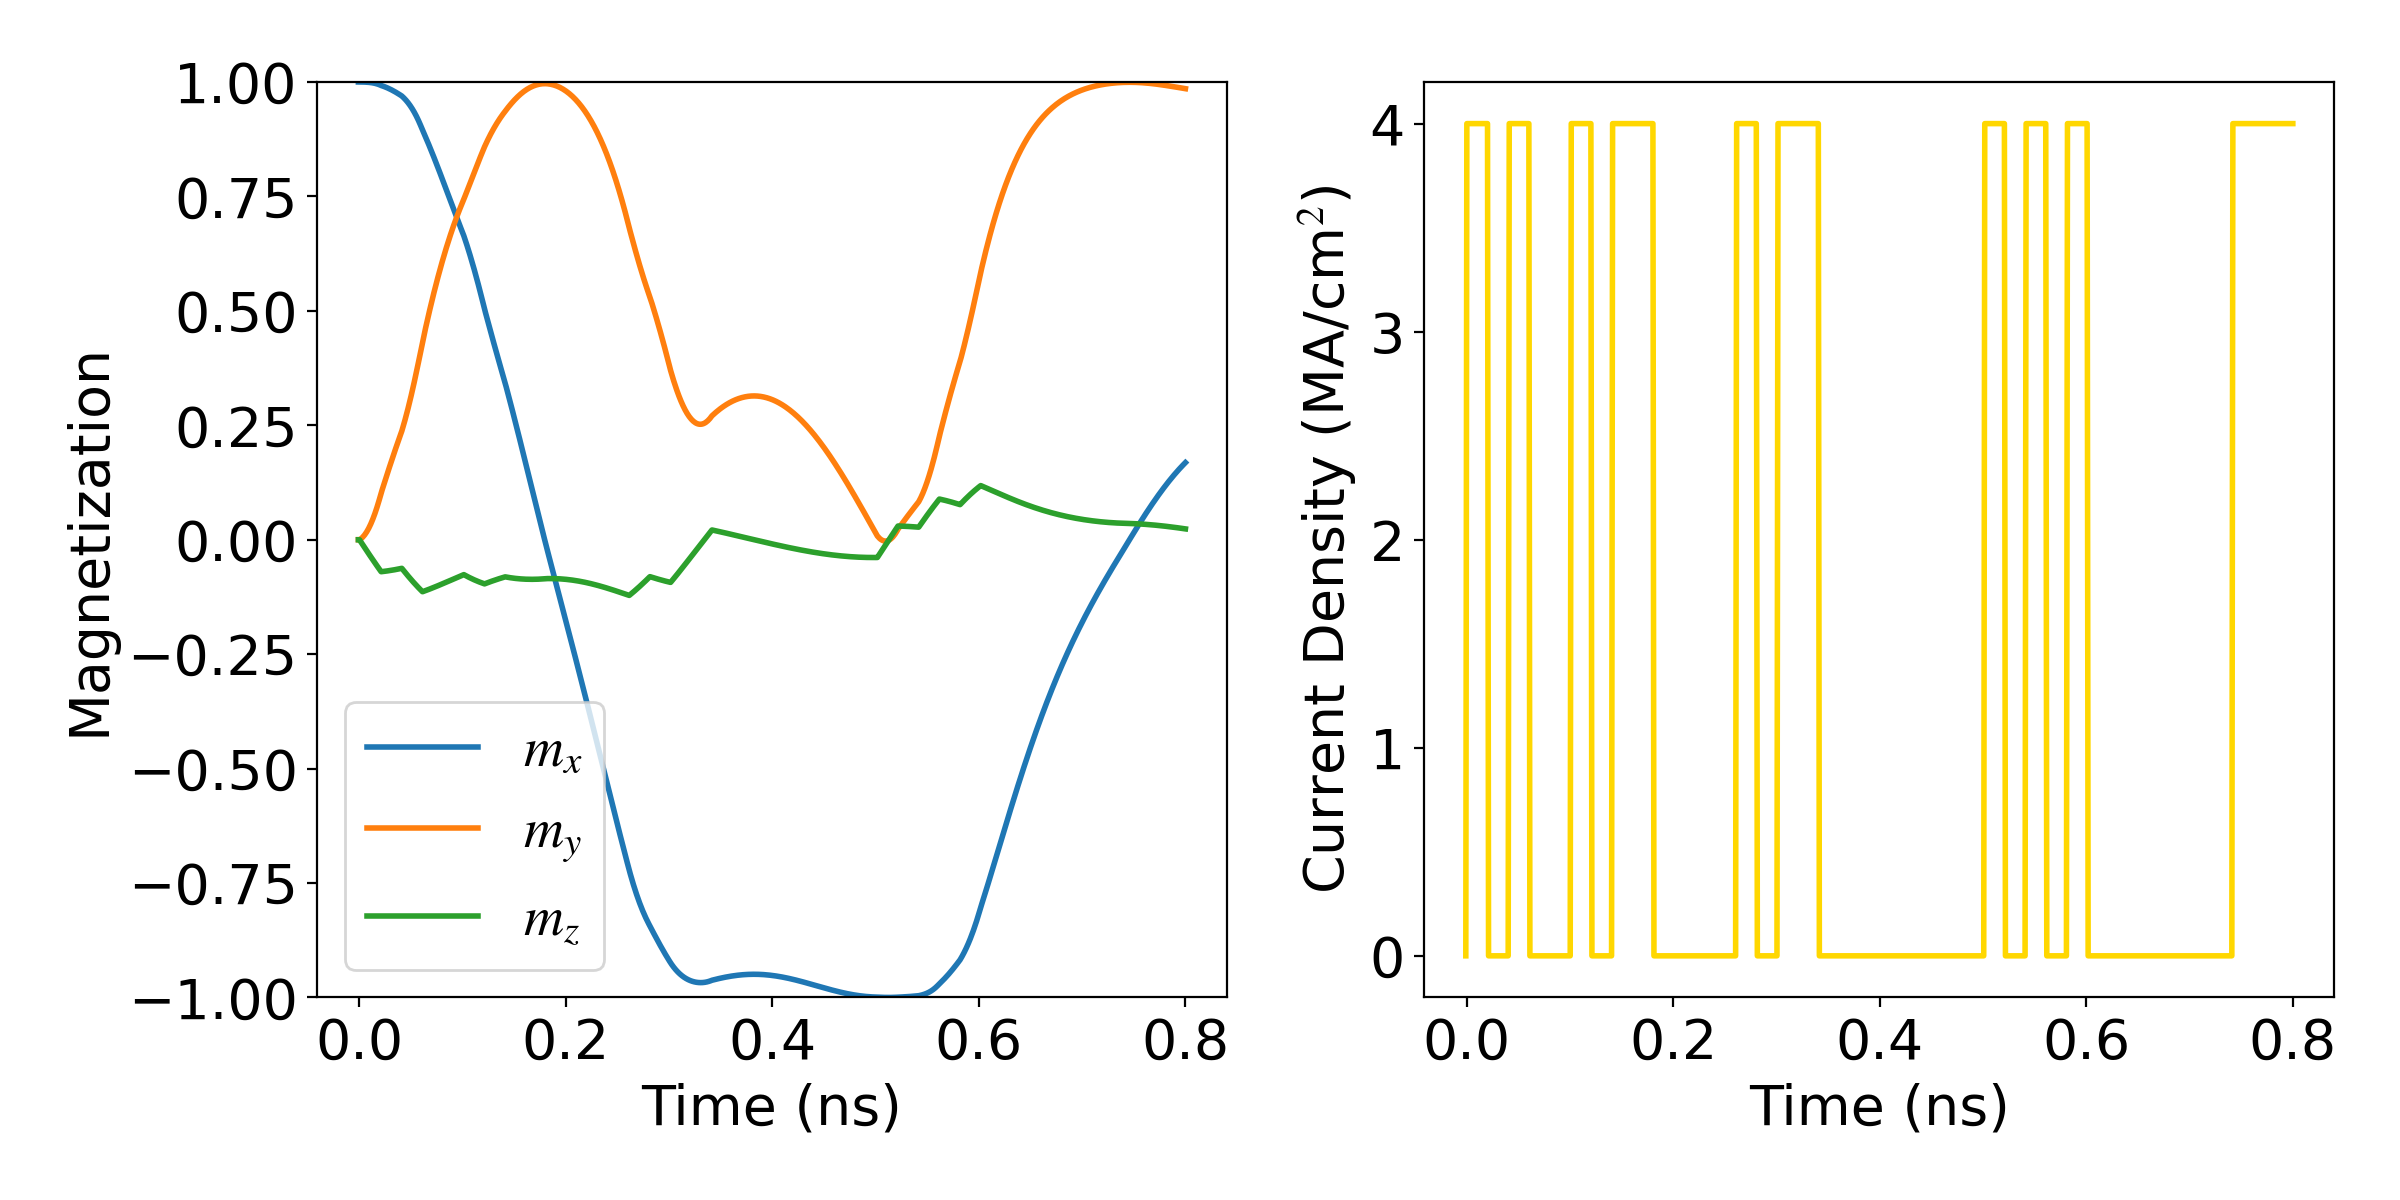 1.00
0.75
0.50
0.25
0.00
−0.25
−0.50
−0.75
−1.00
Magnetization
m_x
m_y
m_z
0.0 0.2 0.4 0.6 0.8
Time (ns)
4
3
2
1
0
Current Density (MA/cm²)
0.0 0.2 0.4 0.6 0.8
Time (ns)